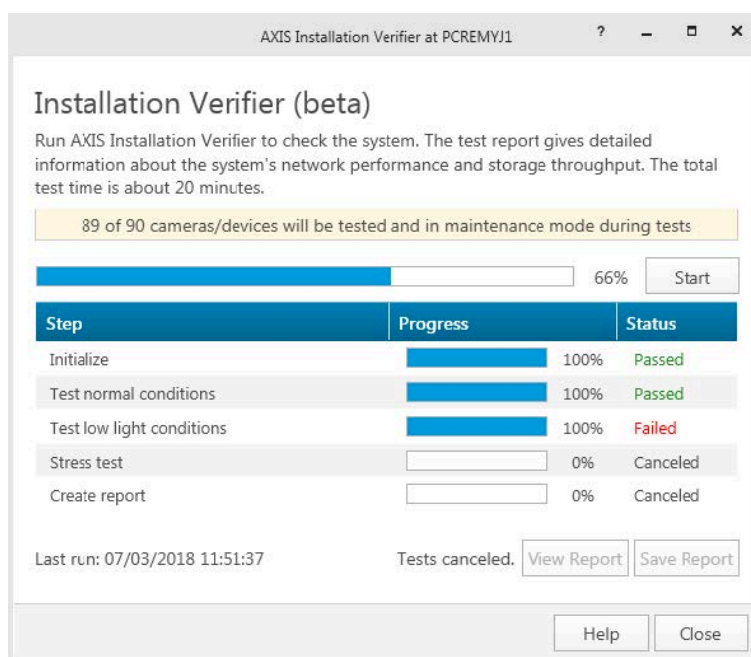 AXIS Installation Verifier at PCREMYJ1
?
Installation Verifier (beta)
Run AXIS Installation Verifier to check the system. The test report gives detailed
information about the system's network performance and storage throughput. The total
test time is about 20 minutes.
89 of 90 cameras/devices will be tested and in maintenance mode during tests
66% Start
Step Progress Status
Initialize 100% Passed
Test normal conditions 100% Passed
Test low light conditions 100% Failed
Stress test 0% Canceled
Create report 0% Canceled
Last run: 07/03/2018 11:51:37 Tests canceled. View Report Save Report
Help Close